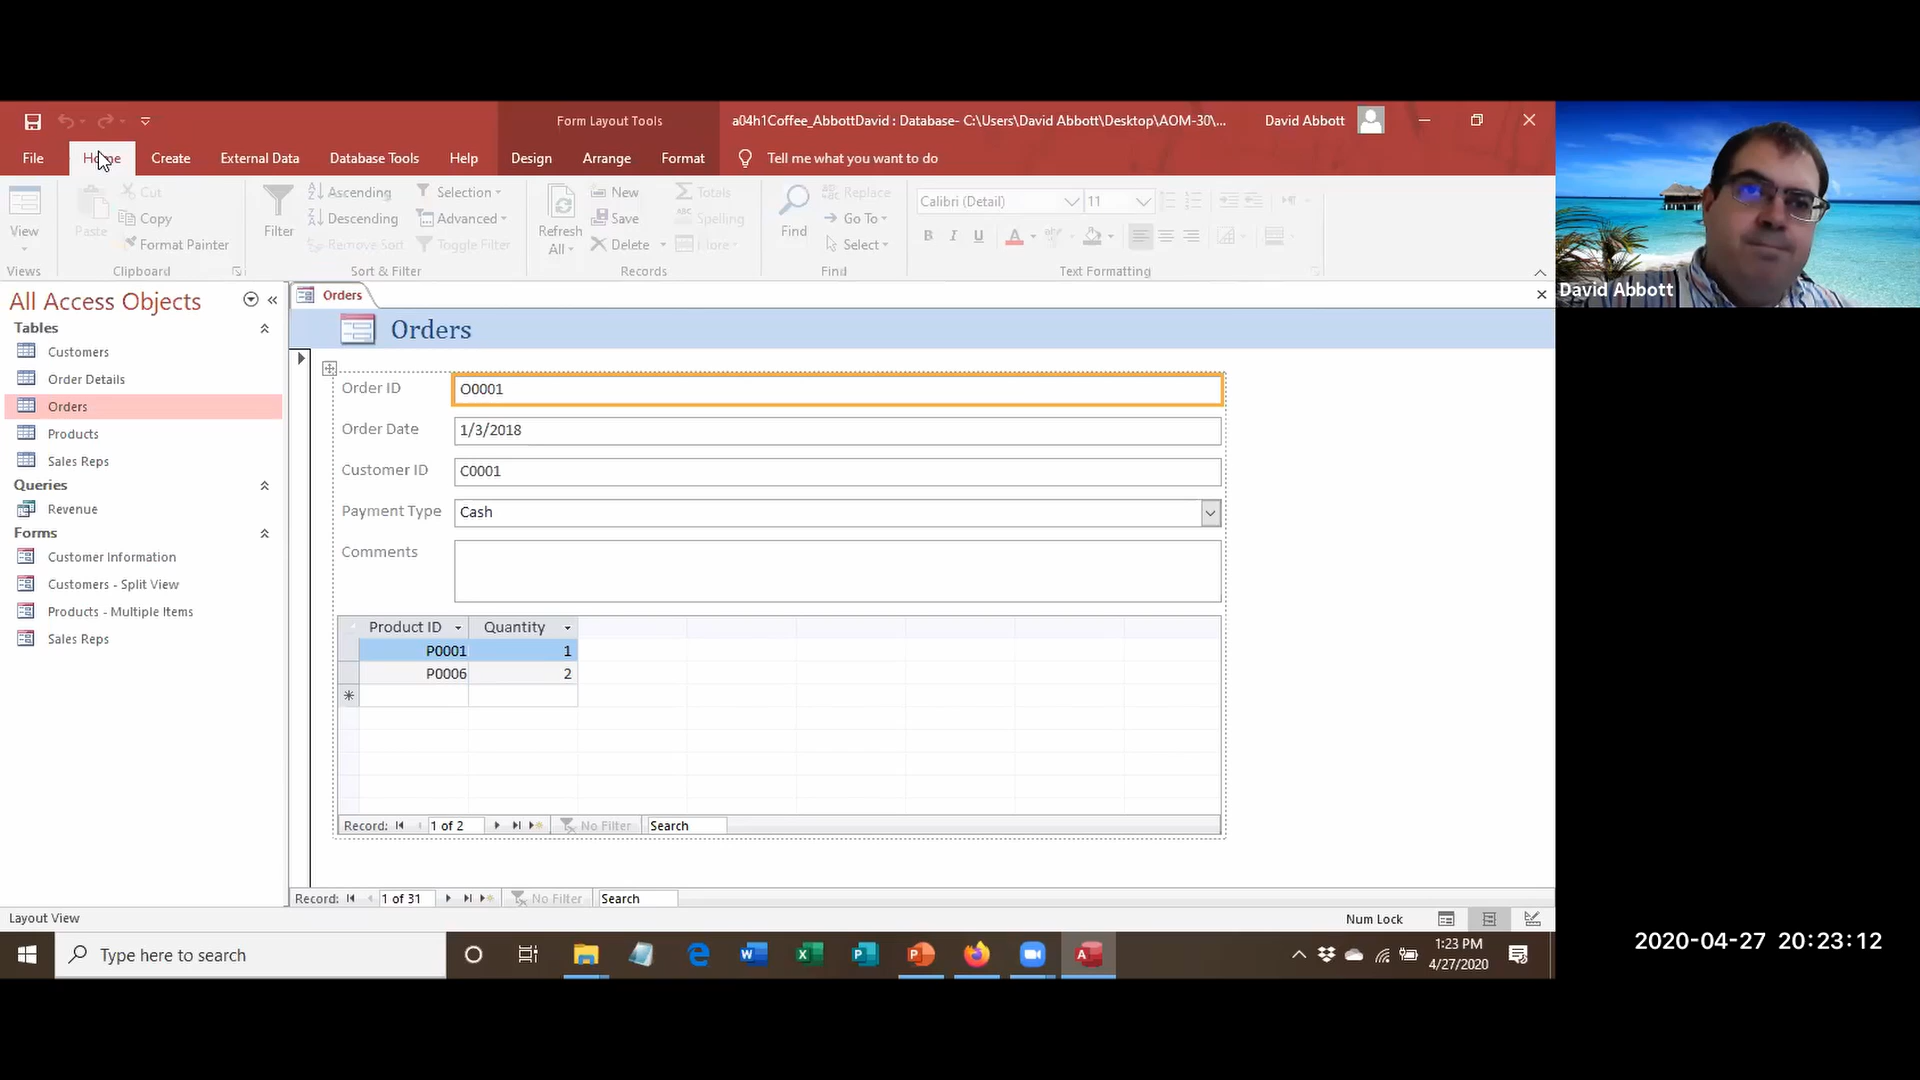 Form Layout Tools
a04h1Coffee_AbbottDavid : Database- C:\Users\David Abbott\Desktop\AOM-30\...
David Abbott
File
Home
Create
External Data
Database Tools
Help
Design
Arrange
Format
Tell me what you want to do
View
Paste
Cut
Copy
Format Painter
Filter
Ascending
Descending
Remove Sort
Selection
Advanced
Toggle Filter
Refresh
All
New
Save
Delete
Totals
Spelling
More
Find
Replace
Go To
Select
Calibri (Detail)
11
B I U A
Views
Clipboard
Sort & Filter
Records
Find
Text Formatting
David Abbott
All Access Objects
Tables
Customers
Order Details
Orders
Products
Sales Reps
Queries
Revenue
Forms
Customer Information
Customers - Split View
Products - Multiple Items
Sales Reps
Orders
Orders
Order ID O0001
Order Date 1/3/2018
Customer ID C0001
Payment Type Cash
Comments
Product ID Quantity
P0001 1
P0006 2
Record: 1 of 2 No Filter Search
Record: 1 of 31 No Filter Search
Layout View
Num Lock
Type here to search
1:23 PM
4/27/2020
2020-04-27 20:23:12